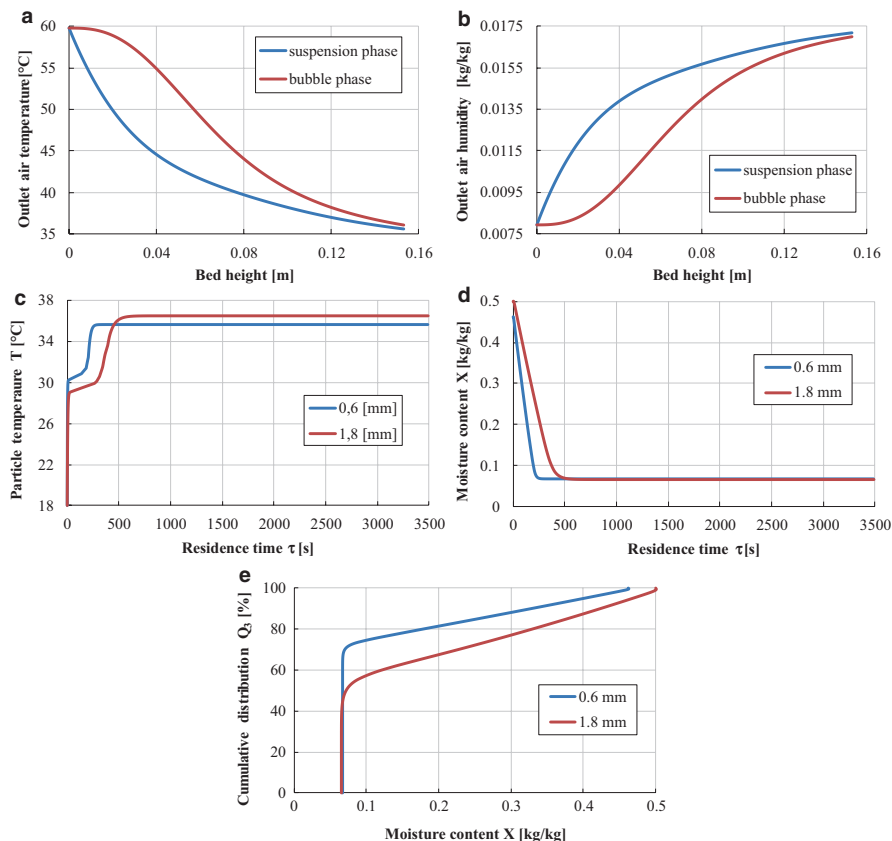 a
Outlet air temperature[°C]
60
55
50
45
40
35
0
0.04
0.08
0.12
0.16
Bed height [m]
suspension phase
bubble phase
b
Outlet air humidity [kg/kg]
0.0175
0.0155
0.0135
0.0115
0.0095
0.0075
0
0.04
0.08
0.12
0.16
Bed height [m]
suspension phase
bubble phase
c
Particle temperaure T [°C]
38
34
30
26
22
18
0
500
1000
1500
2000
2500
3000
3500
Residence time τ[s]
0,6 [mm]
1,8 [mm]
d
Moisture content X [kg/kg]
0.5
0.4
0.3
0.2
0.1
0
0
500
1000
1500
2000
2500
3000
3500
Residence time τ[s]
0.6 mm
1.8 mm
e
Cumulative distribution Q3 [%]
100
80
60
40
20
0
0
0.1
0.2
0.3
0.4
0.5
Moisture content X [kg/kg]
0.6 mm
1.8 mm